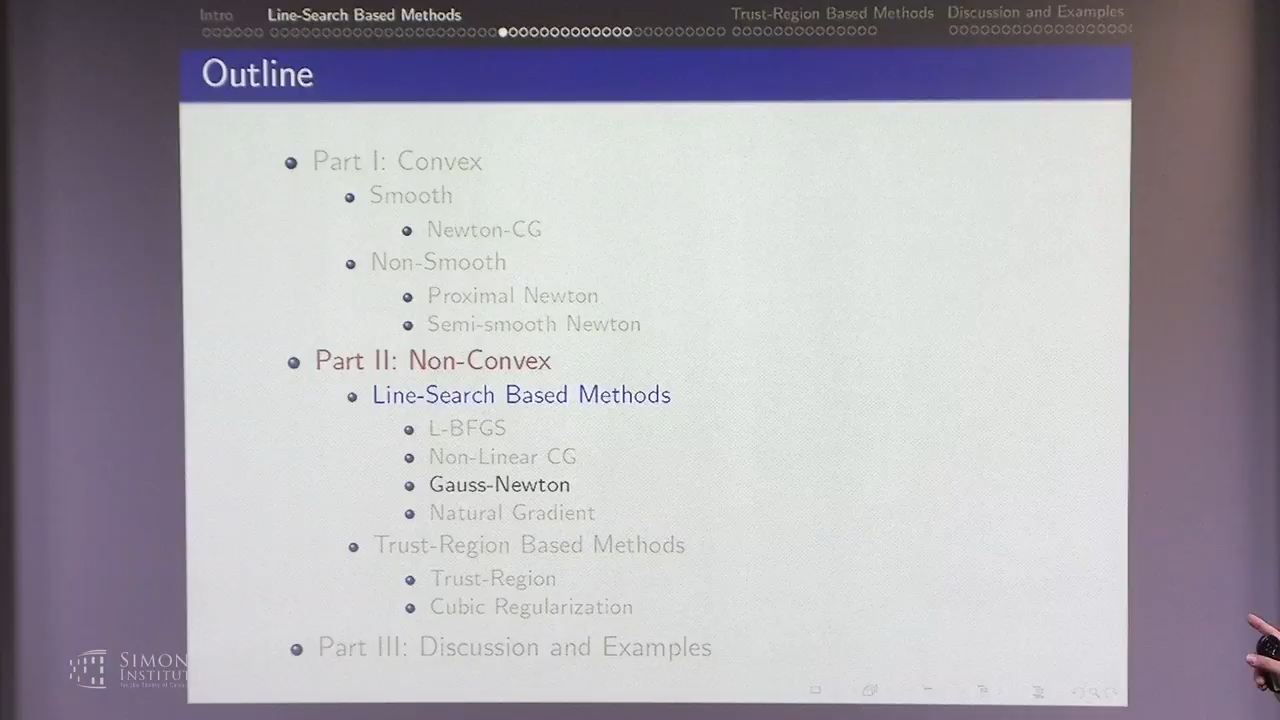 Intro Line-Search Based Methods Trust-Region Based Methods Discussion and Examples
Outline
Part I: Convex
Smooth
Newton-CG
Non-Smooth
Proximal Newton
Semi-smooth Newton
Part II: Non-Convex
Line-Search Based Methods
L-BFGS
Non-Linear CG
Gauss-Newton
Natural Gradient
Trust-Region Based Methods
Trust-Region
Cubic Regularization
Part III: Discussion and Examples
SIMON
INSTITU